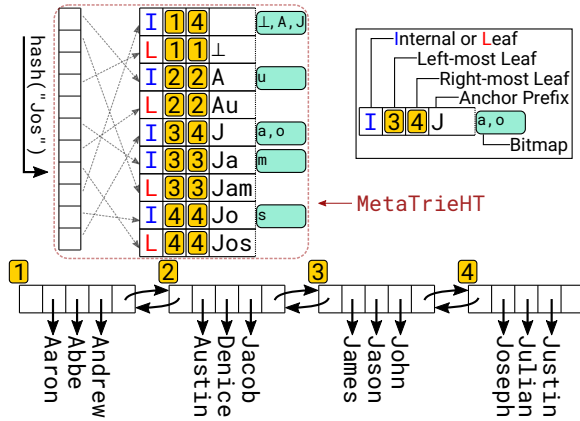 hash("Jos")
I 1 4 ⊥,A,J
L 1 1 ⊥
I 2 2 A u
L 2 2 Au
I 3 4 J a,o
I 3 3 Ja m
L 3 3 Jam
I 4 4 Jo s
L 4 4 Jos
Internal or Leaf
Left-most Leaf
Right-most Leaf
Anchor Prefix
I 3 4 J a,o
Bitmap
MetaTrieHT
1 2 3 4
Aaron
Abbe
Andrew
Austin
Denice
Jacob
James
Jason
John
Joseph
Julian
Justin